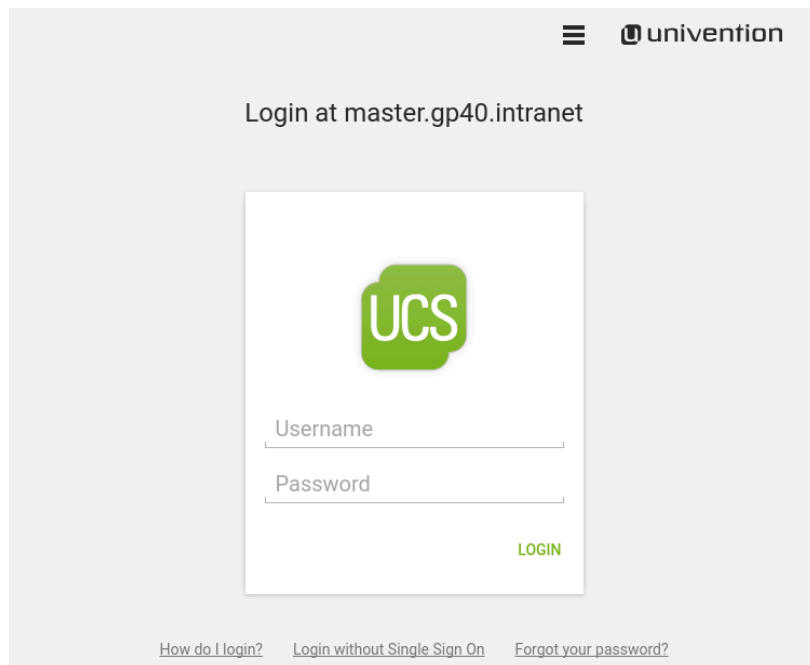 univention
Login at master.gp40.intranet
UCS
Username
Password
LOGIN
How do I login? Login without Single Sign On Forgot your password?